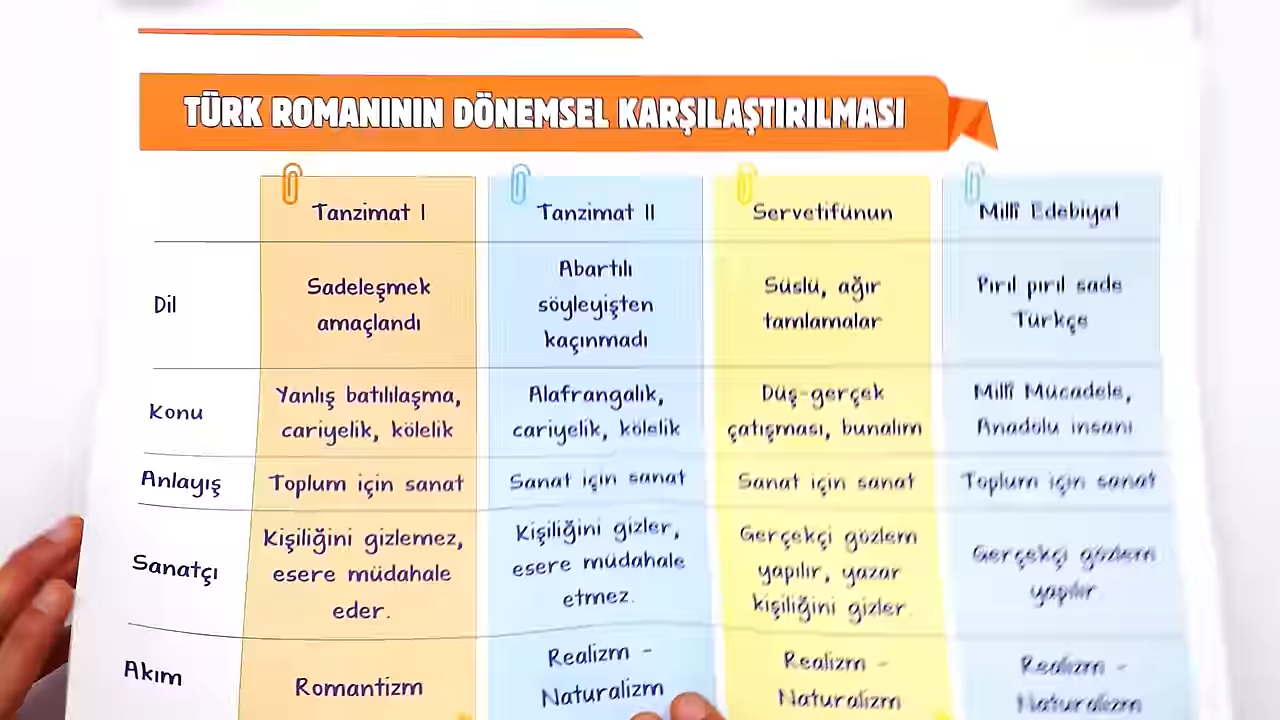 TÜRK ROMANININ DÖNEMSEL KARŞILAŞTIRILMASI
Tanzimat I
Tanzimat II
Servetifünun
Millî Edebiyat
Dil
Sadeleşmek
amaçlandı
Abartılı
söyleyişten
kaçınmadı
Süslü, ağır
tamlamalar
Pırıl pırıl sade
Türkçe
Konu
Yanlış batılılaşma,
cariyelik, kölelik
Alafrangalık,
cariyelik, kölelik
Düş-gerçek
çatışması, bunalım
Millî Mücadele,
Anadolu insanı
Anlayış
Toplum için sanat
Sanat için sanat
Sanat için sanat
Toplum için sanat
Sanatçı
Kişiliğini gizlemez,
esere müdahale
eder.
Kişiliğini gizler,
esere müdahale
etmez.
Gerçekçi gözlem
yapılır, yazar
kişiliğini gizler.
Gerçekçi gözlem
yapılır.
Akım
Romantizm
Realizm -
Naturalizm
Realizm -
Naturalizm
Realizm -
Naturalizm